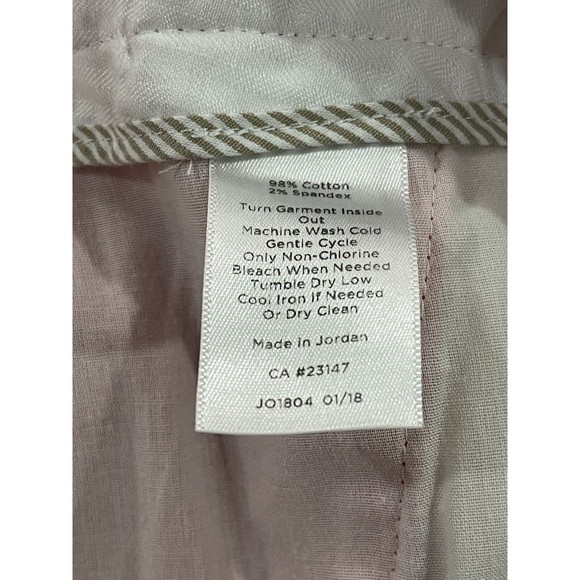 98% Cotton
2% Spandex
Turn Garment Inside
Out
Machine Wash Cold
Gentle Cycle
Only Non-Chlorine
Bleach When Needed
Tumble Dry Low
Cool Iron if Needed
Or Dry Clean
Made in Jordan
CA #23147
JO1804 01/18